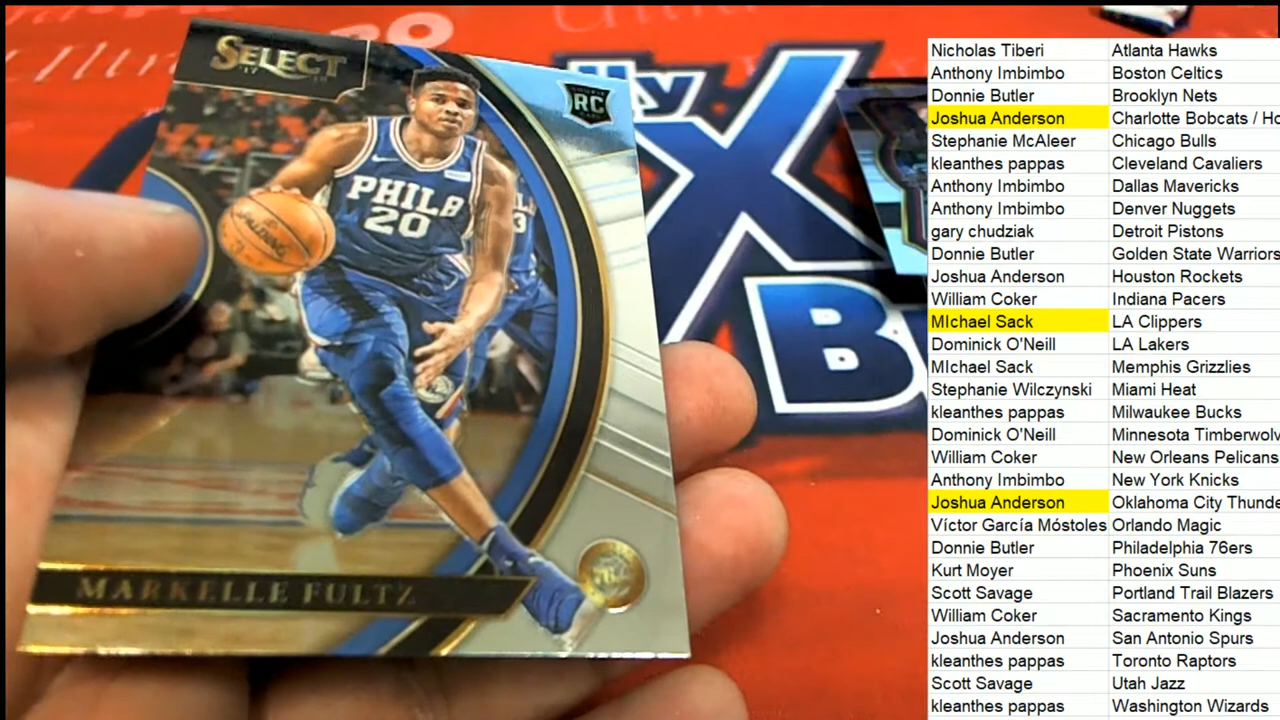 SELECT
'17 18
ROOKIE
RC
CARD
PHILA
20
SPALDING
MARKELLE FULTZ
X
B
Nicholas Tiberi Atlanta Hawks
Anthony Imbimbo Boston Celtics
Donnie Butler Brooklyn Nets
Joshua Anderson Charlotte Bobcats / Ho
Stephanie McAleer Chicago Bulls
kleanthes pappas Cleveland Cavaliers
Anthony Imbimbo Dallas Mavericks
Anthony Imbimbo Denver Nuggets
gary chudziak Detroit Pistons
Donnie Butler Golden State Warriors
Joshua Anderson Houston Rockets
William Coker Indiana Pacers
MIchael Sack LA Clippers
Dominick O'Neill LA Lakers
MIchael Sack Memphis Grizzlies
Stephanie Wilczynski Miami Heat
kleanthes pappas Milwaukee Bucks
Dominick O'Neill Minnesota Timberwolv
William Coker New Orleans Pelicans
Anthony Imbimbo New York Knicks
Joshua Anderson Oklahoma City Thunde
Víctor García Móstoles Orlando Magic
Donnie Butler Philadelphia 76ers
Kurt Moyer Phoenix Suns
Scott Savage Portland Trail Blazers
William Coker Sacramento Kings
Joshua Anderson San Antonio Spurs
kleanthes pappas Toronto Raptors
Scott Savage Utah Jazz
kleanthes pappas Washington Wizards